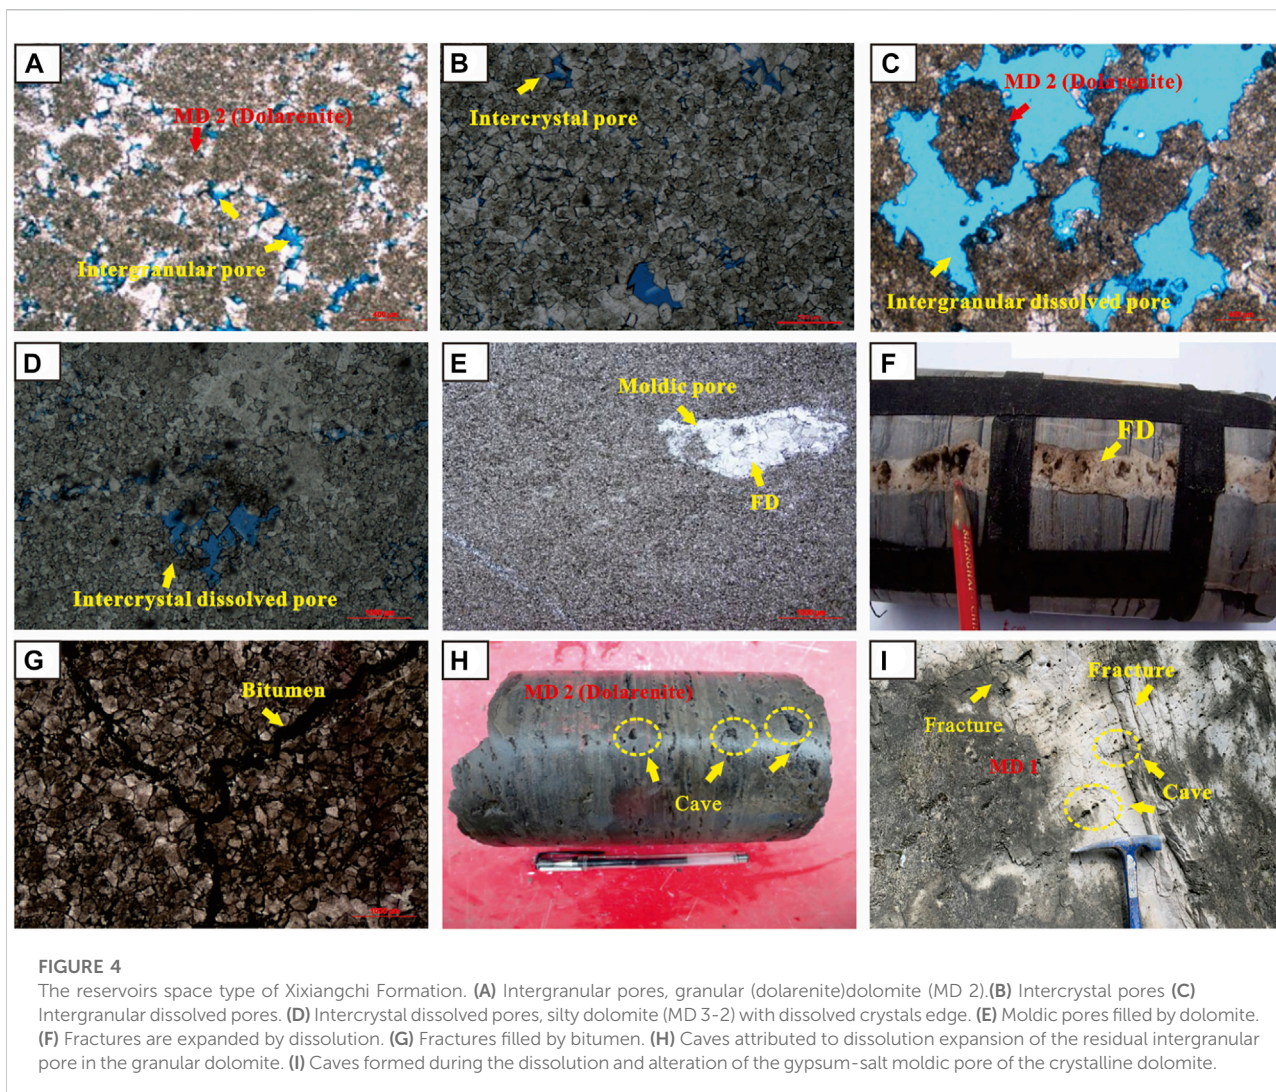 A
MD 2 (Dolarenite)
Intergranular pore
B
Intercrystal pore
C
MD 2 (Dolarenite)
Intergranular dissolved pore
D
Intercrystal dissolved pore
E
Moldic pore
FD
F
FD
G
Bitumen
H
MD 2 (Dolarenite)
Cave
I
Fracture
Fracture
MD 1
Cave
FIGURE 4
The reservoirs space type of Xixiangchi Formation. (A) Intergranular pores, granular (dolarenite)dolomite (MD 2).(B) Intercrystal pores (C)
Intergranular dissolved pores. (D) Intercrystal dissolved pores, silty dolomite (MD 3-2) with dissolved crystals edge. (E) Moldic pores filled by dolomite.
(F) Fractures are expanded by dissolution. (G) Fractures filled by bitumen. (H) Caves attributed to dissolution expansion of the residual intergranular
pore in the granular dolomite. (I) Caves formed during the dissolution and alteration of the gypsum-salt moldic pore of the crystalline dolomite.